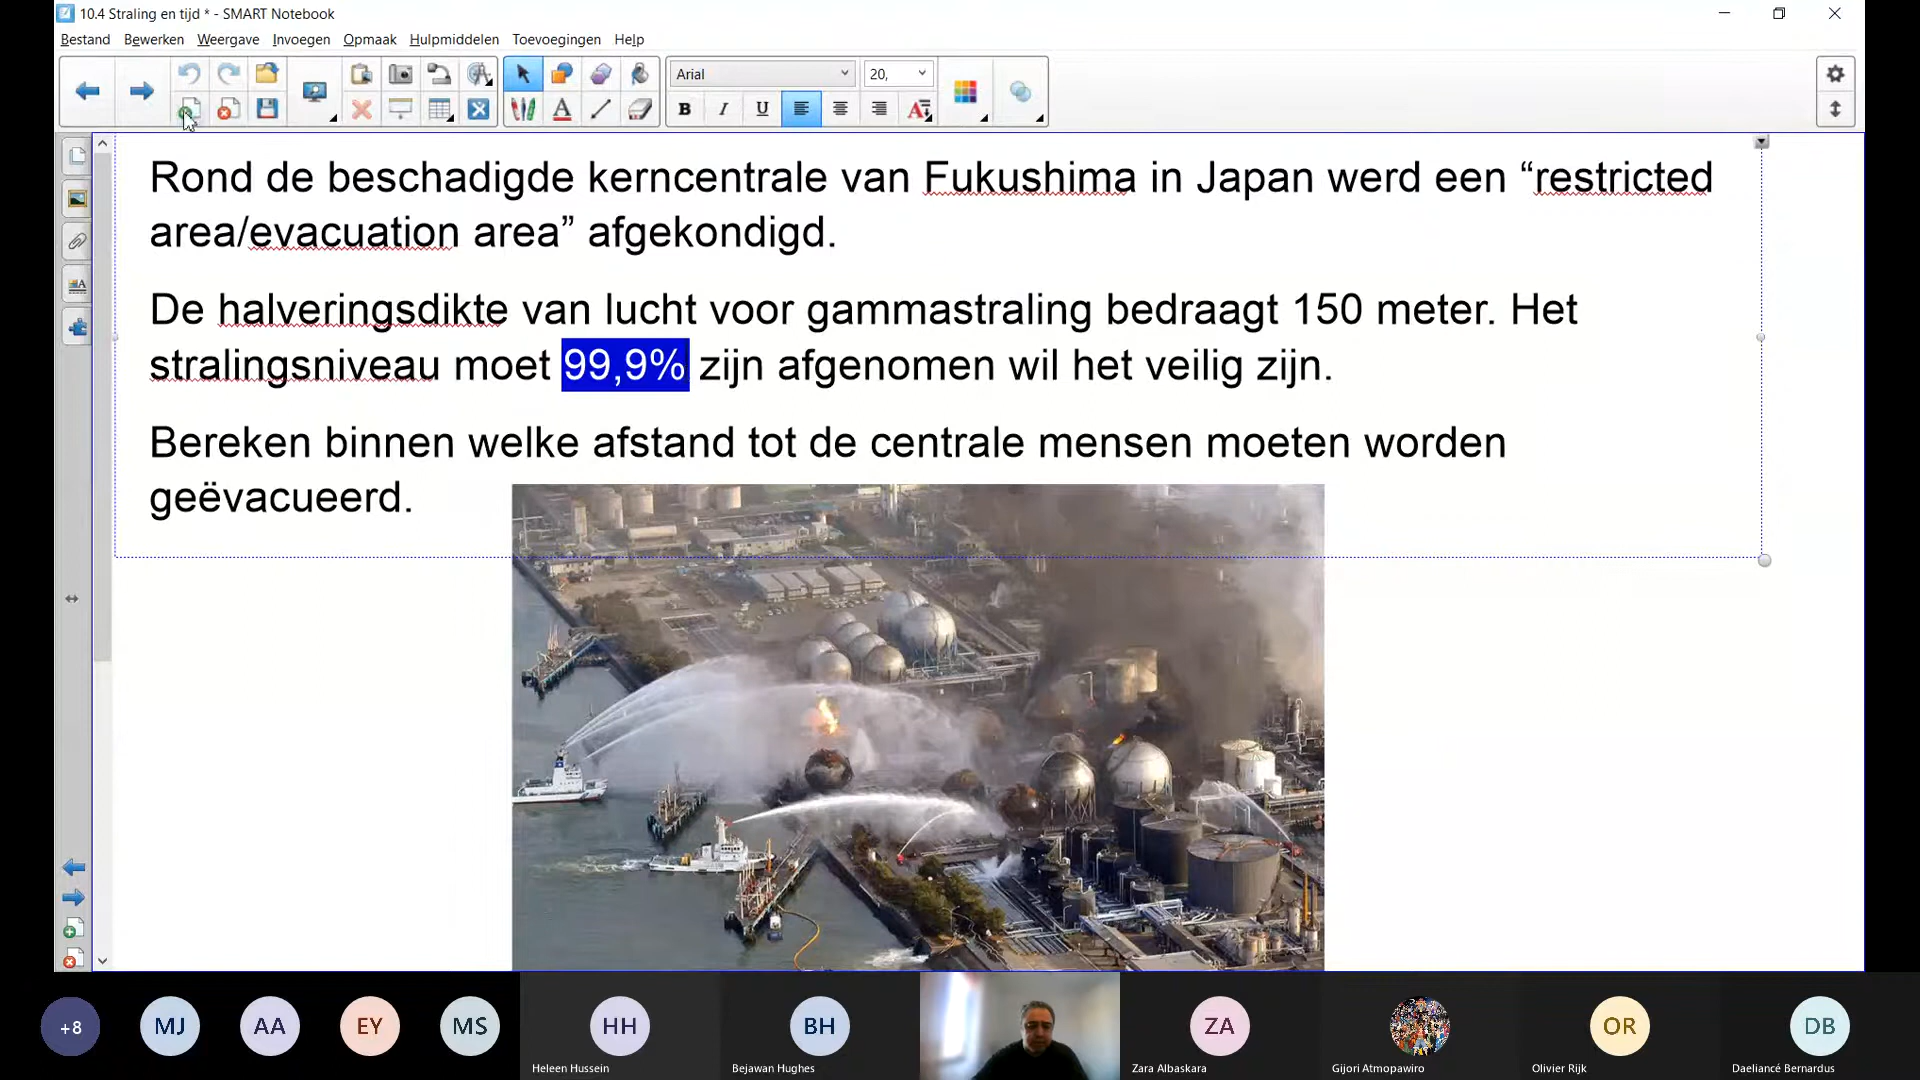 10.4 Straling en tijd * - SMART Notebook
Bestand Bewerken Weergave Invoegen Opmaak Hulpmiddelen Toevoegingen Help
Arial 20,
B I U
Rond de beschadigde kerncentrale van Fukushima in Japan werd een “restricted
area/evacuation area” afgekondigd.
De halveringsdikte van lucht voor gammastraling bedraagt 150 meter. Het
stralingsniveau moet 99,9% zijn afgenomen wil het veilig zijn.
Bereken binnen welke afstand tot de centrale mensen moeten worden
geëvacueerd.
+8 MJ AA EY MS HH BH ZA OR DB
Heleen Hussein Bejawan Hughes Zara Albaskara Gijori Atmopawiro Olivier Rijk Daeliancé Bernardus